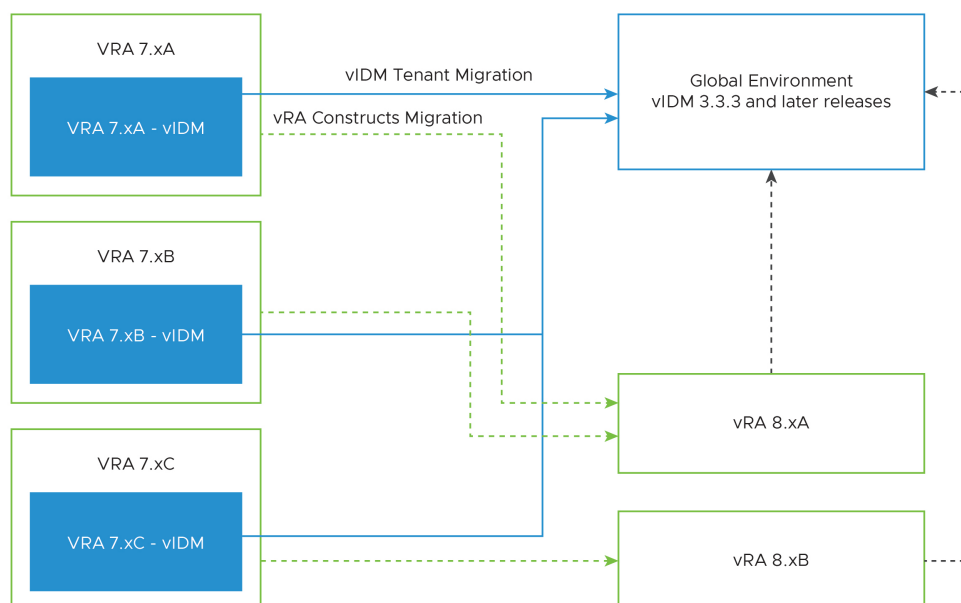 VRA 7.xA
VRA 7.xA - vIDM
vIDM Tenant Migration
vRA Constructs Migration
Global Environment
vIDM 3.3.3 and later releases
VRA 7.xB
VRA 7.xB - vIDM
vRA 8.xA
VRA 7.xC
VRA 7.xC - vIDM
vRA 8.xB